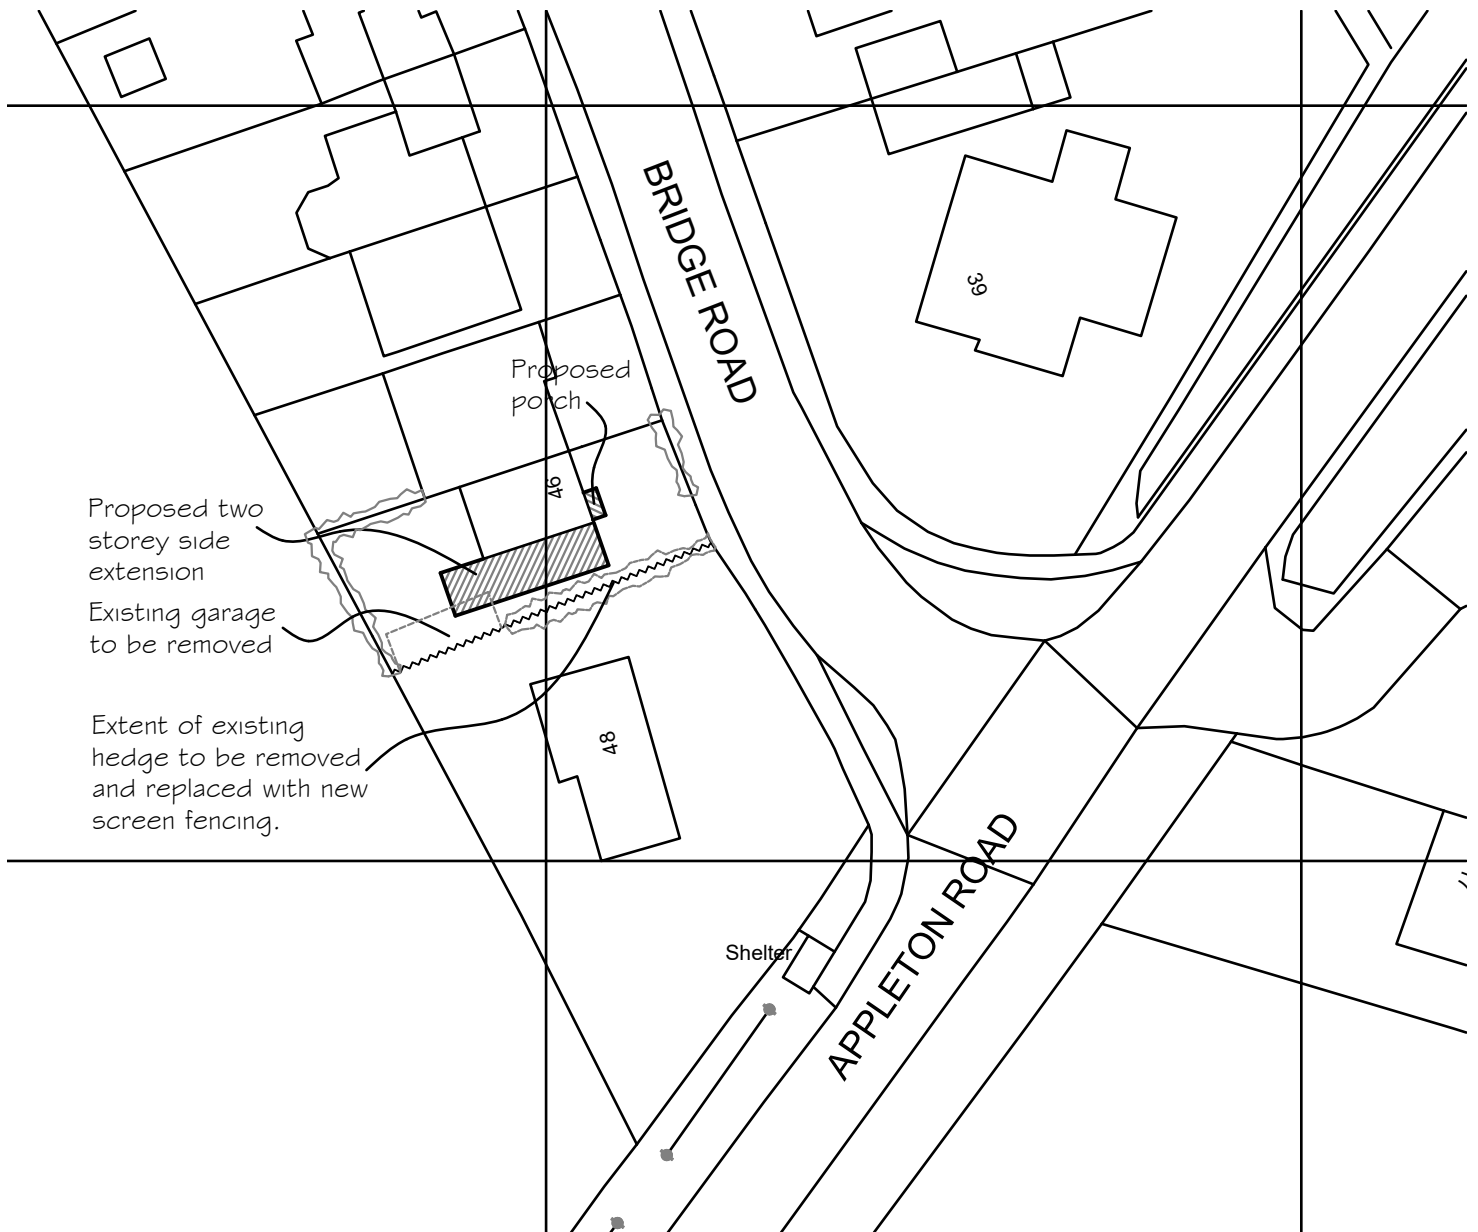 BRIDGE ROAD
39
Proposed
porch
46
Proposed two
storey side
extension
Existing garage
to be removed
Extent of existing
hedge to be removed
and replaced with new
screen fencing.
48
Shelter
APPLETON ROAD